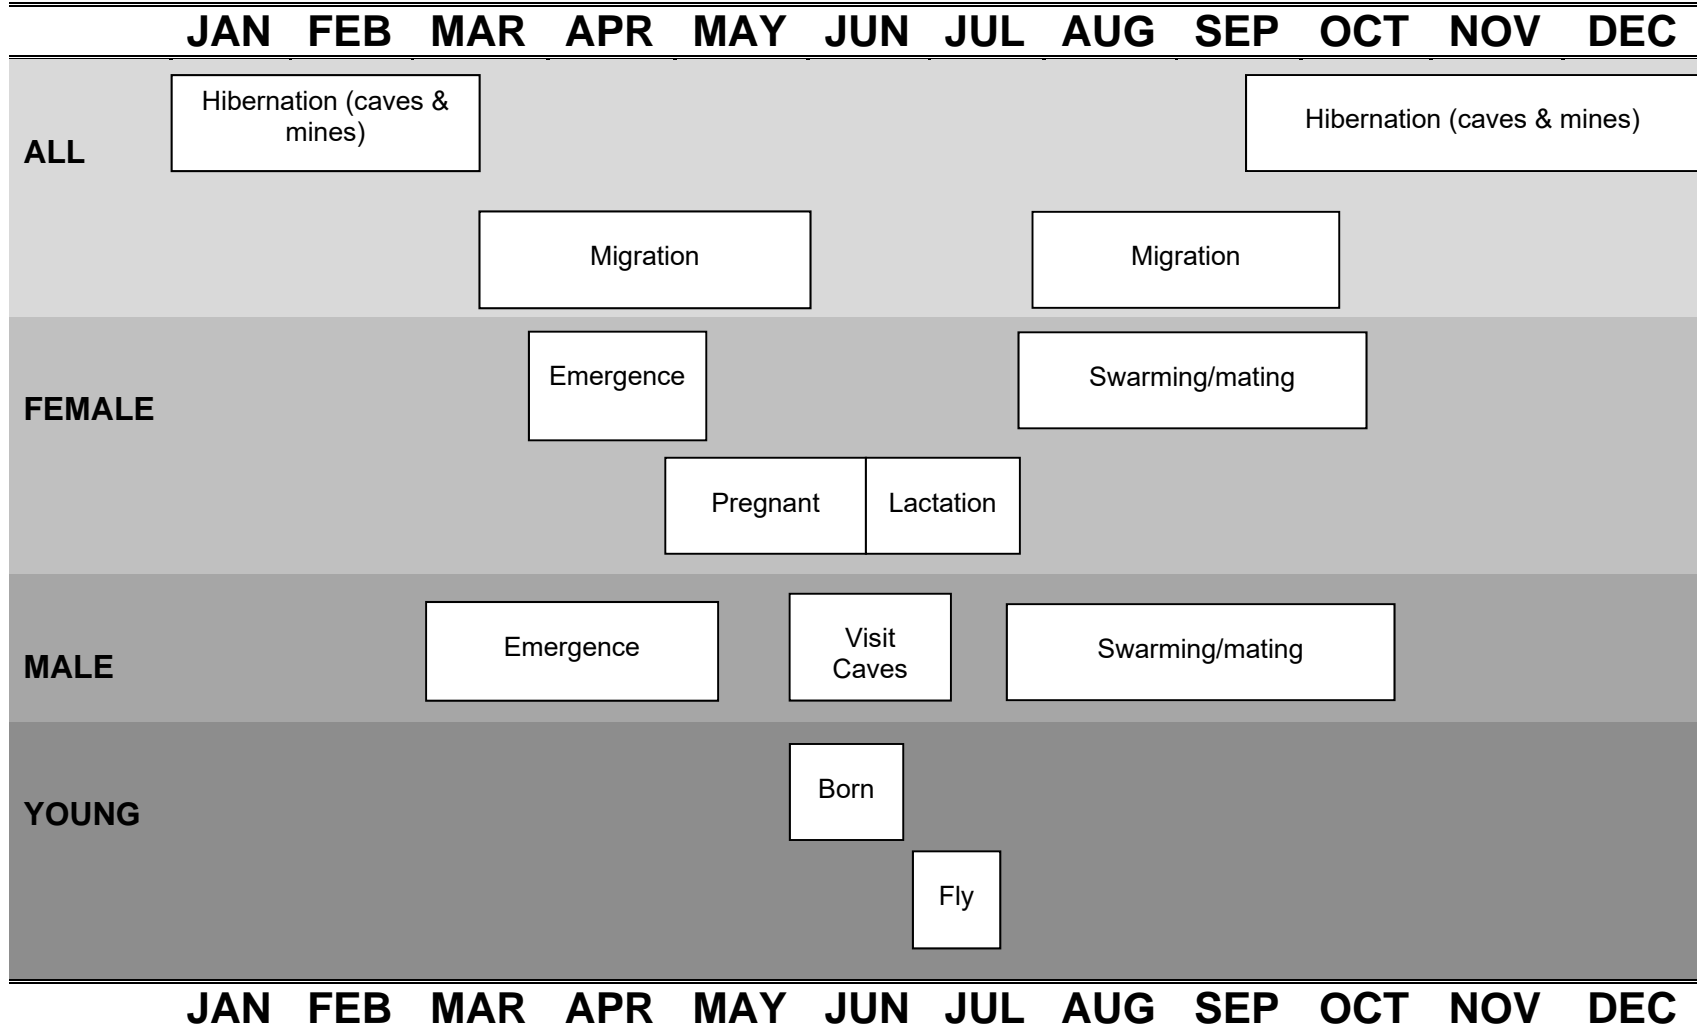 JAN FEB MAR APR MAY JUN JUL AUG SEP OCT NOV DEC
ALL
Hibernation (caves &
mines)
Hibernation (caves & mines)
Migration
Migration
FEMALE
Emergence
Swarming/mating
Pregnant
Lactation
MALE
Emergence
Visit
Caves
Swarming/mating
YOUNG
Born
Fly
JAN FEB MAR APR MAY JUN JUL AUG SEP OCT NOV DEC